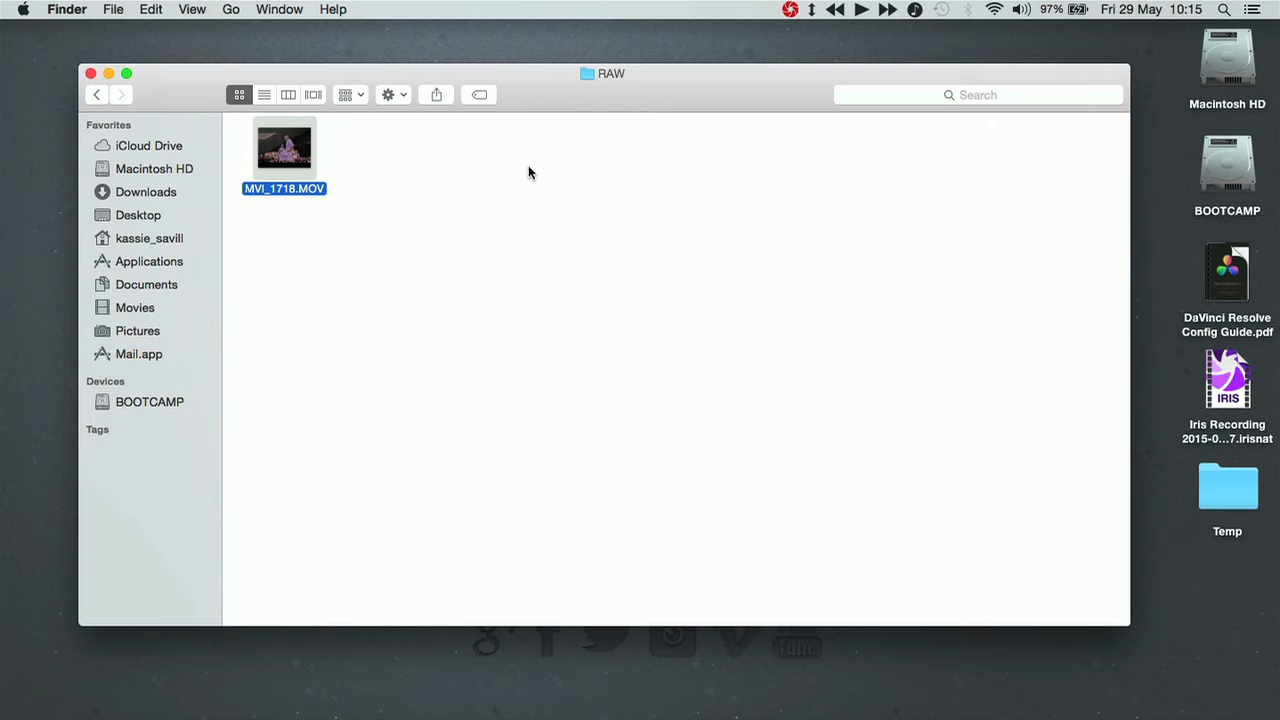 Finder File Edit View Go Window Help 97% Fri 29 May 10:15
RAW
Search
Favorites
iCloud Drive
Macintosh HD
Downloads
Desktop
kassie_savill
Applications
Documents
Movies
Pictures
Mail.app
Devices
BOOTCAMP
Tags
MVI_1718.MOV
Macintosh HD
BOOTCAMP
DaVinci Resolve
Config Guide.pdf
IRIS
Iris Recording
2015-0...7.irisnat
Temp
Tube